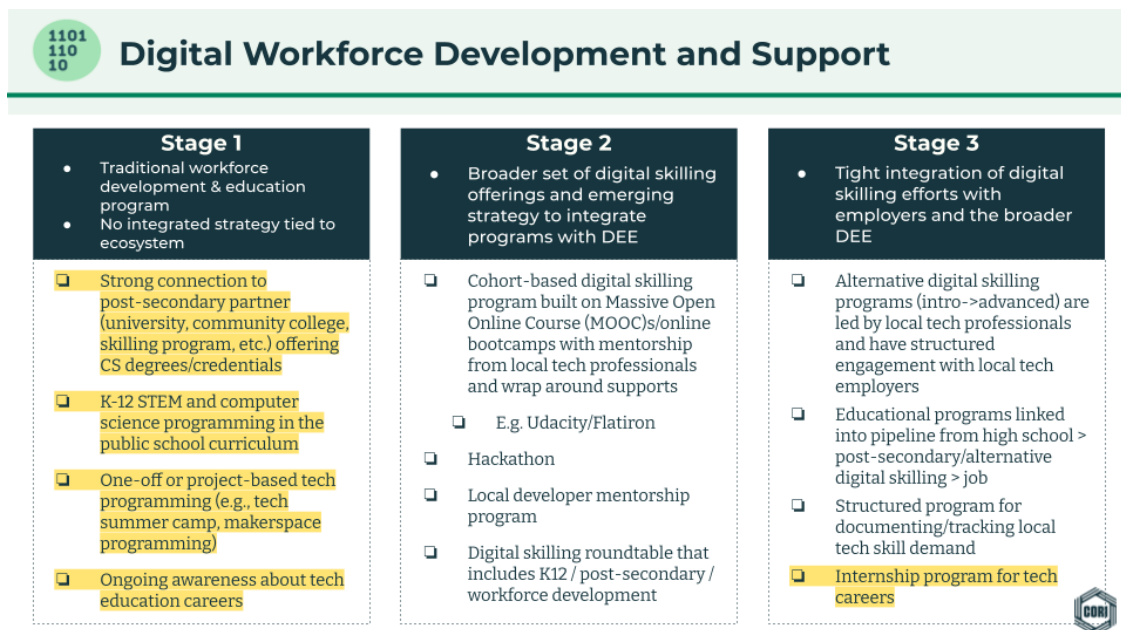 1101
110
10
Digital Workforce Development and Support
Stage 1
● Traditional workforce
development & education
program
● No integrated strategy tied to
ecosystem
❏ Strong connection to
post-secondary partner
(university, community college,
skilling program, etc.) offering
CS degrees/credentials
❏ K-12 STEM and computer
science programming in the
public school curriculum
❏ One-off or project-based tech
programming (e.g., tech
summer camp, makerspace
programming)
❏ Ongoing awareness about tech
education careers
Stage 2
● Broader set of digital skilling
offerings and emerging
strategy to integrate
programs with DEE
❏ Cohort-based digital skilling
program built on Massive Open
Online Course (MOOC)s/online
bootcamps with mentorship
from local tech professionals
and wrap around supports
❏ E.g. Udacity/Flatiron
❏ Hackathon
❏ Local developer mentorship
program
❏ Digital skilling roundtable that
includes K12 / post-secondary /
workforce development
Stage 3
● Tight integration of digital
skilling efforts with
employers and the broader
DEE
❏ Alternative digital skilling
programs (intro->advanced) are
led by local tech professionals
and have structured
engagement with local tech
employers
❏ Educational programs linked
into pipeline from high school >
post-secondary/alternative
digital skilling > job
❏ Structured program for
documenting/tracking local
tech skill demand
❏ Internship program for tech
careers
CORI